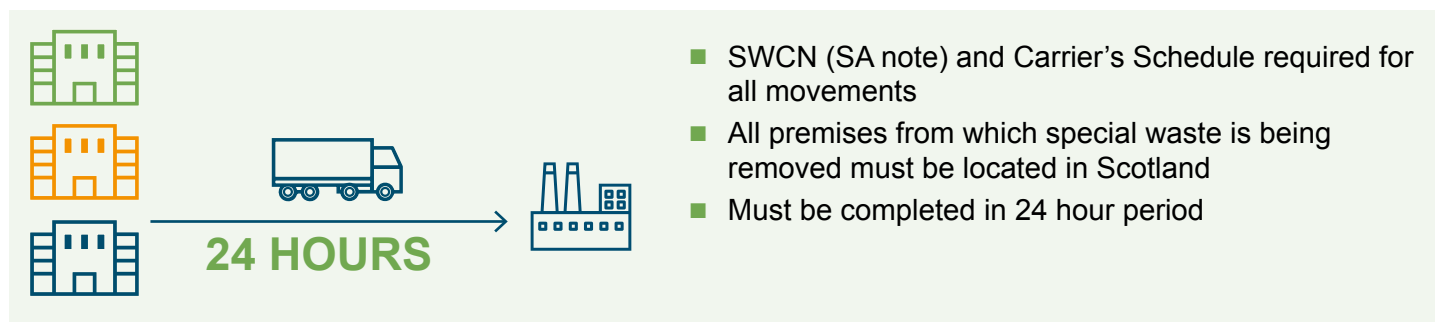 SWCN (SA note) and Carrier’s Schedule required for
all movements
All premises from which special waste is being
removed must be located in Scotland
Must be completed in 24 hour period
24 HOURS